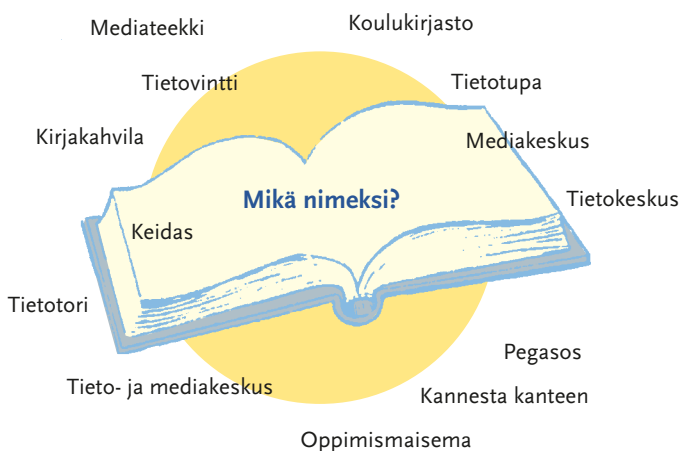 Mediateekki
Koulukirjasto
Tietovintti
Tietotupa
Kirjakahvila
Mediakeskus
Mikä nimeksi?
Tietokeskus
Keidas
Tietotori
Pegasos
Tieto- ja mediakeskus
Kannesta kanteen
Oppimismaisema